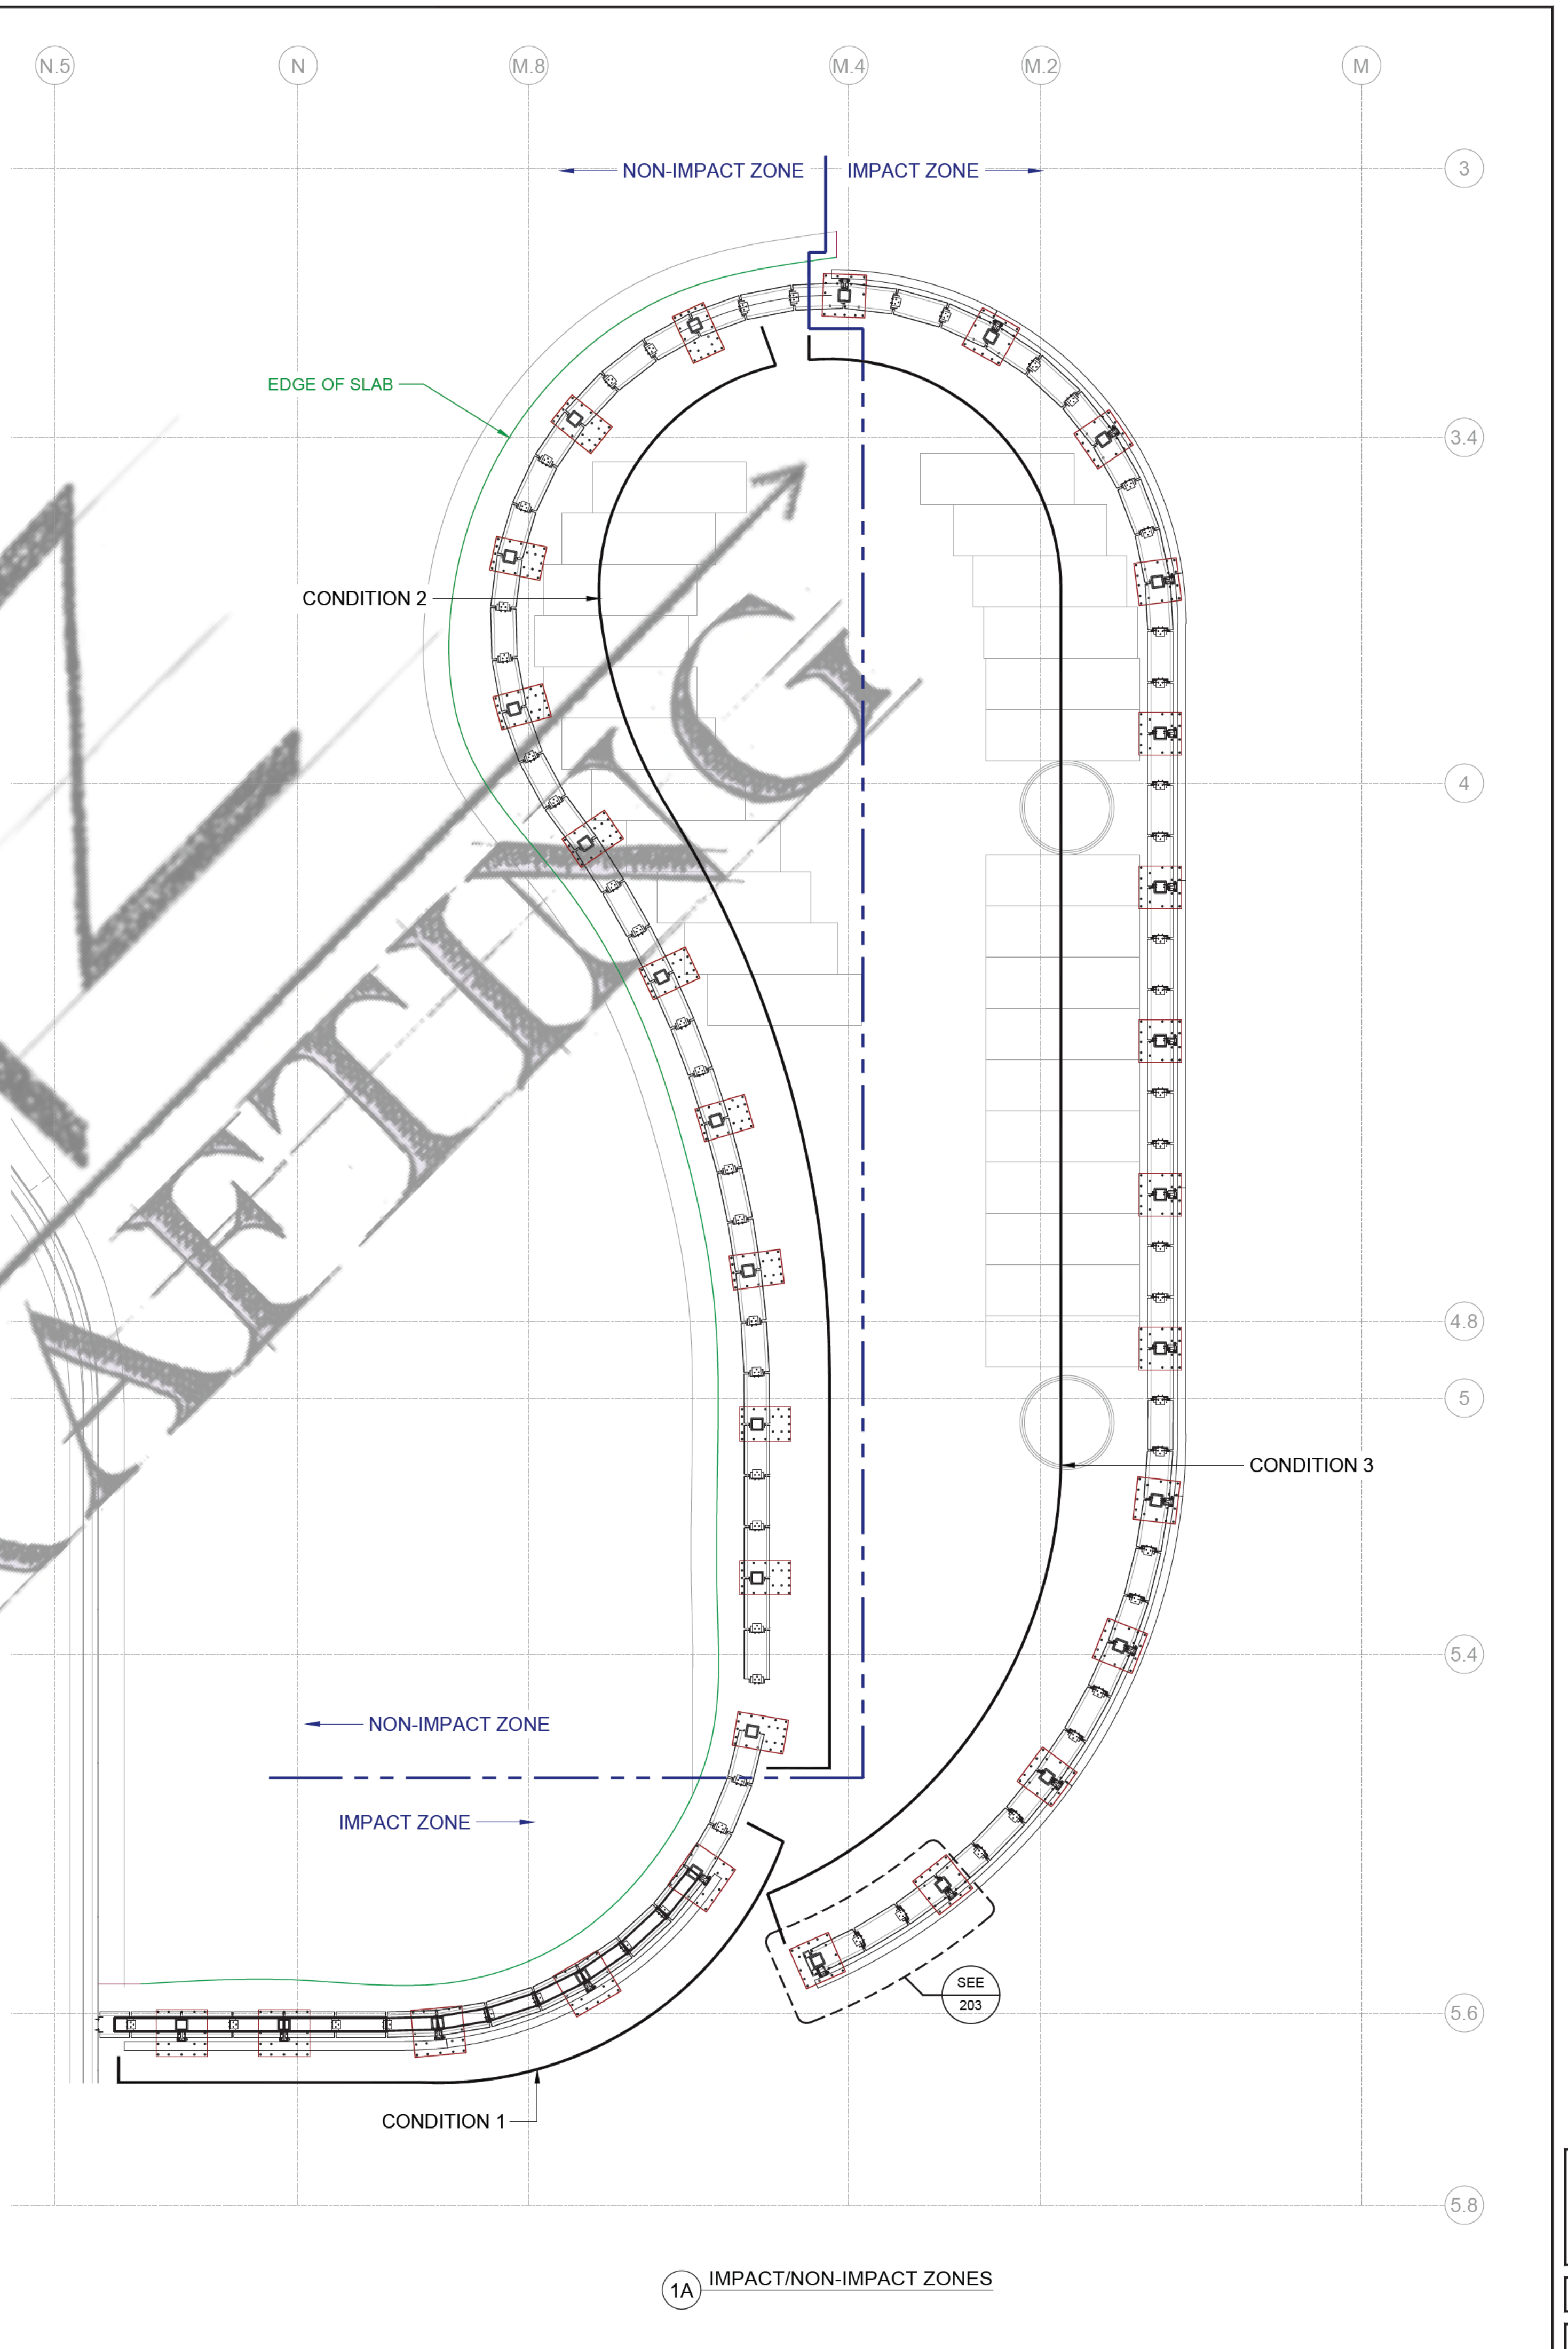 N.5
N
M.8
M.4
M.2
M
NON-IMPACT ZONE
IMPACT ZONE
3
EDGE OF SLAB
3.4
CONDITION 2
4
4.8
5
CONDITION 3
5.4
NON-IMPACT ZONE
IMPACT ZONE
SEE
203
5.6
CONDITION 1
5.8
1A
IMPACT/NON-IMPACT ZONES